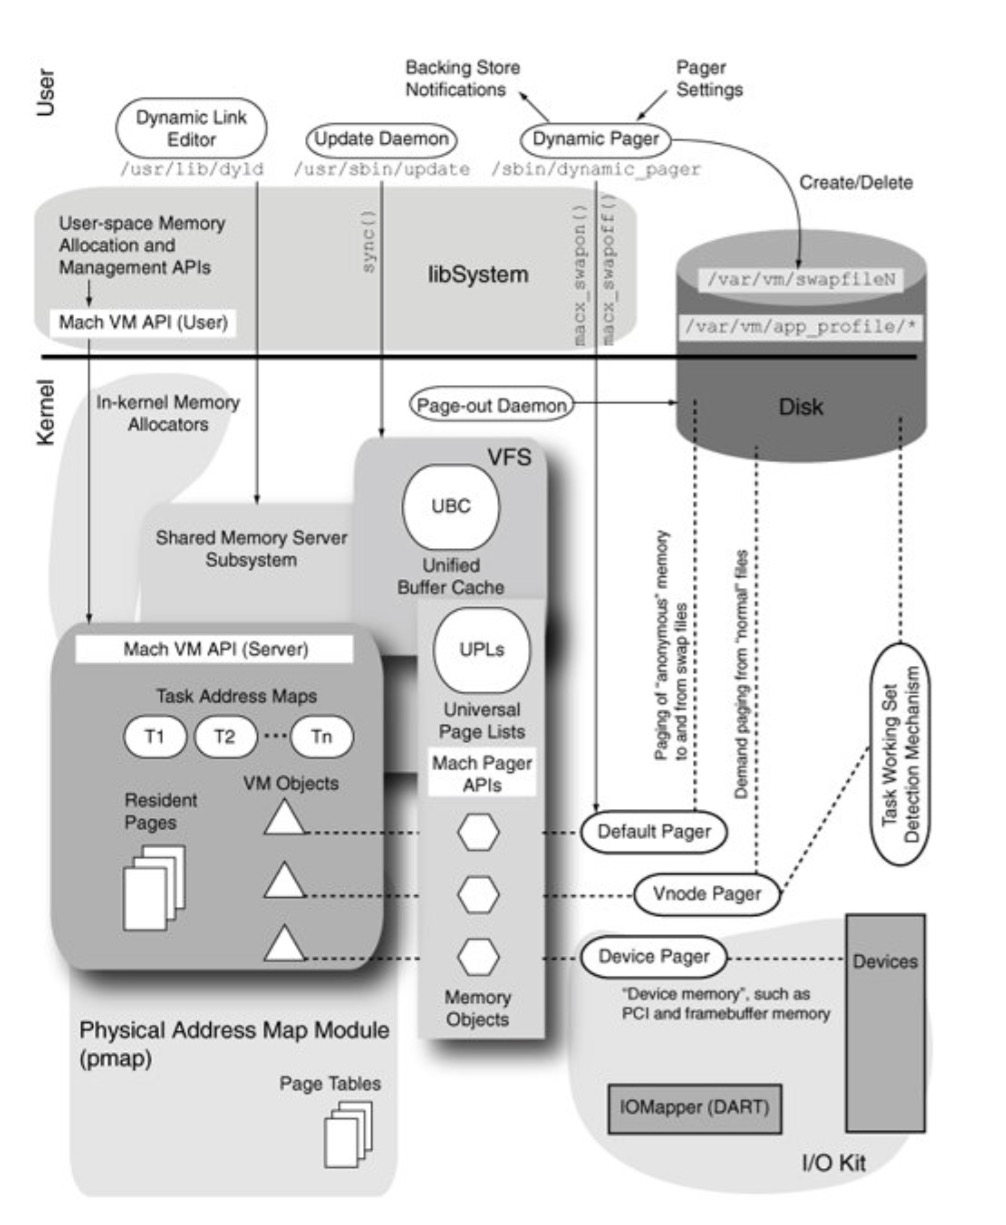 User
Backing Store
Notifications
Pager
Settings
Dynamic Link
Editor
/usr/lib/dyld
Update Daemon
/usr/sbin/update
Dynamic Pager
/sbin/dynamic_pager
Create/Delete
User-space Memory
Allocation and
Management APIs
Mach VM API (User)
sync()
libSystem
macx_swapon()
macx_swapoff()
/var/vm/swapfileN
/var/vm/app_profile/*
Disk
Kernel
In-kernel Memory
Allocators
Page-out Daemon
VFS
UBC
Unified
Buffer Cache
Shared Memory Server
Subsystem
UPLs
Universal
Page Lists
Mach Pager
APIs
Memory
Objects
Mach VM API (Server)
Task Address Maps
T1
T2
Tn
VM Objects
Resident
Pages
Paging of "anonymous" memory
to and from swap files
Demand paging from "normal" files
Task Working Set
Detection Mechanism
Default Pager
Vnode Pager
Device Pager
Devices
"Device memory", such as
PCI and framebuffer memory
IOMapper (DART)
I/O Kit
Physical Address Map Module
(pmap)
Page Tables